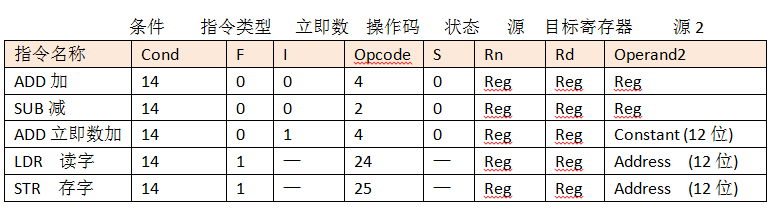 条件 指令类型 立即数 操作码 状态 源 目标寄存器 源 2
指令名称 Cond F I Opcode S Rn Rd Operand2
ADD 加 14 0 0 4 0 Reg Reg Reg
SUB 减 14 0 0 2 0 Reg Reg Reg
ADD 立即数加 14 0 1 4 0 Reg Reg Constant (12 位)
LDR 读字 14 1 — 24 — Reg Reg Address (12 位)
STR 存字 14 1 — 25 — Reg Reg Address (12 位)